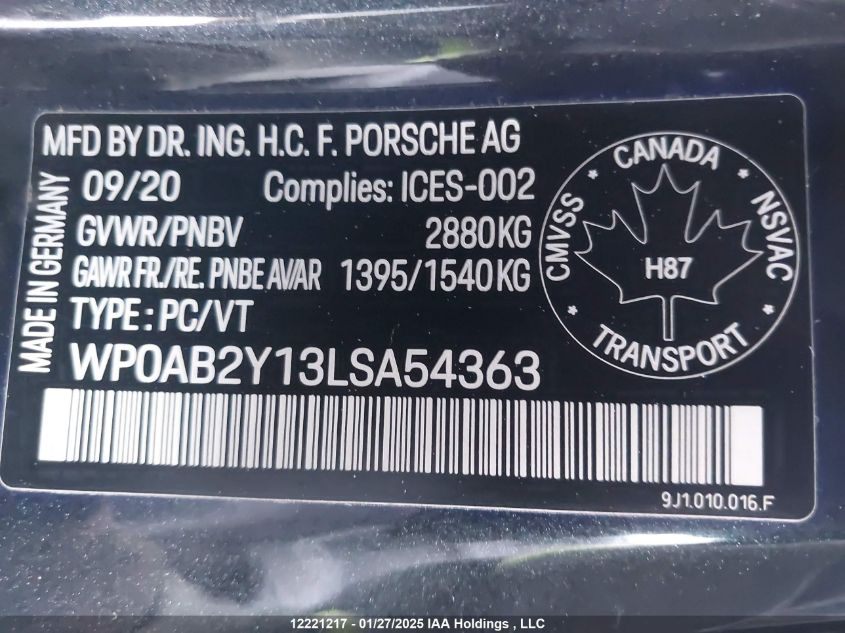 MFD BY DR. ING. H.C. F. PORSCHE AG
09/20 Complies: ICES-002
GVWR/PNBV 2880KG
GAWR FR./RE. PNBE AV/AR 1395/1540KG
TYPE: PC/VT
WP0AB2Y13LSA54363
MADE IN GERMANY
CANADA
CMVSS
NSVAC
H87
TRANSPORT
9J1.010.016.F
12221217 - 01/27/2025 IAA Holdings , LLC